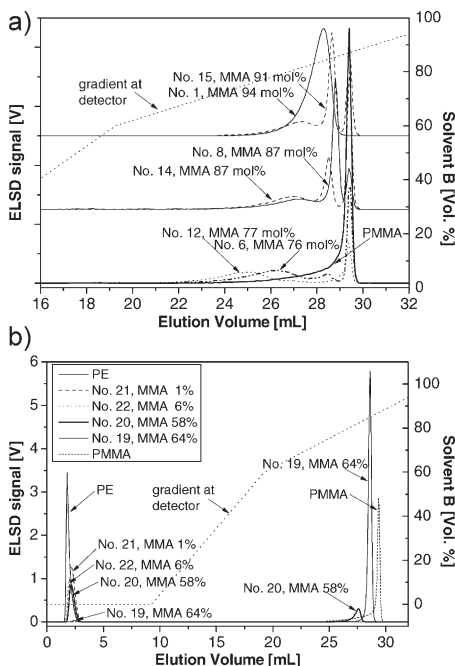 a)
100
80
60
40
20
0
ELSD signal [V]
Solvent B [Vol. %]
gradient at
detector
No. 15, MMA 91 mol%
No. 1, MMA 94 mol%
No. 8, MMA 87 mol%
No. 14, MMA 87 mol%
No. 12, MMA 77 mol%
No. 6, MMA 76 mol%
PMMA
16 18 20 22 24 26 28 30 32
Elution Volume [mL]
b)
6
5
4
3
2
1
0
ELSD signal [V]
PE
No. 21, MMA 1%
No. 22, MMA 6%
No. 20, MMA 58%
No. 19, MMA 64%
PMMA
100
80
60
40
20
0
Solvent B [Vol. %]
No. 19, MMA 64%
PE
gradient at
detector
PMMA
No. 21, MMA 1%
No. 22, MMA 6%
No. 20, MMA 58%
No. 20, MMA 58%
No. 19, MMA 64%
0 5 10 15 20 25 30
Elution Volume [mL]